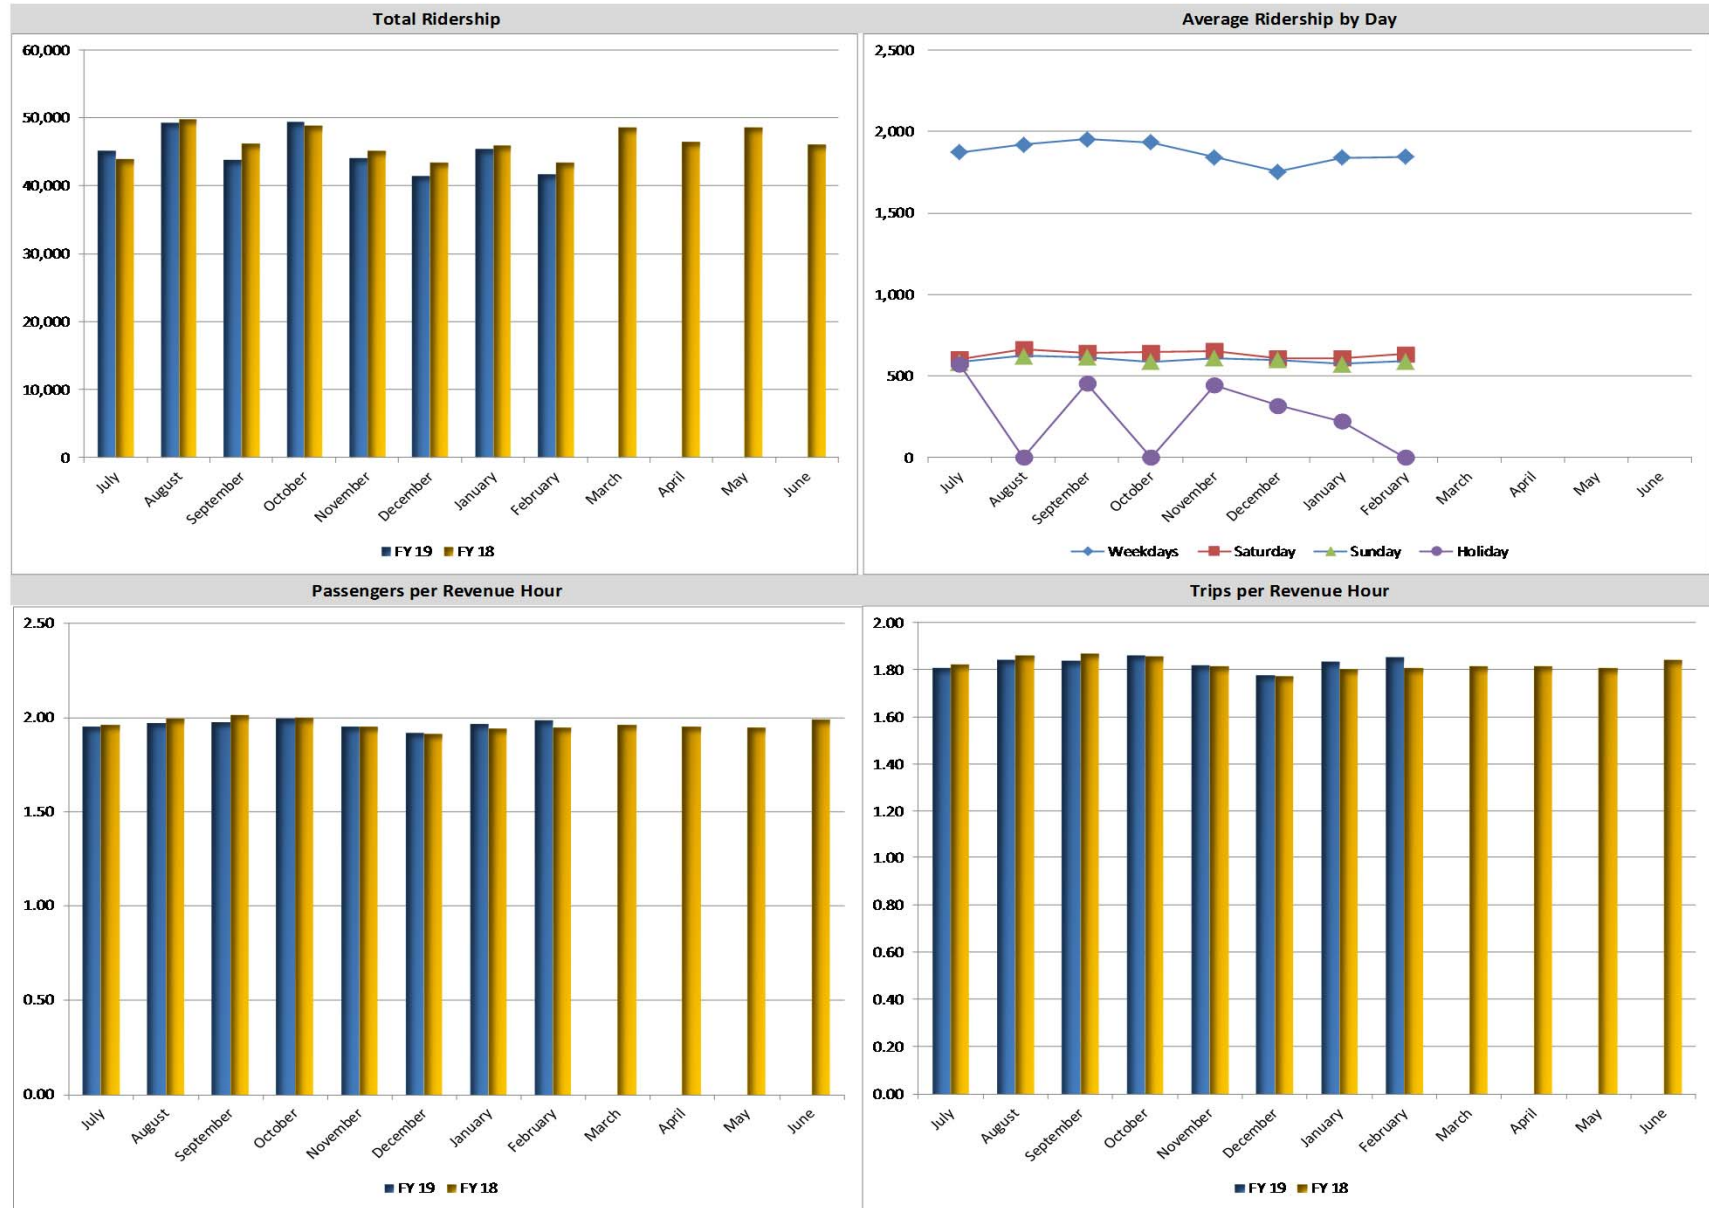 Total Ridership
60,000
50,000
40,000
30,000
20,000
10,000
0
July August September October November December January February March April May June
FY 19 FY 18
Average Ridership by Day
2,500
2,000
1,500
1,000
500
0
July August September October November December January February March April May June
Weekdays Saturday Sunday Holiday
Passengers per Revenue Hour
2.50
2.00
1.50
1.00
0.50
0.00
July August September October November December January February March April May June
FY 19 FY 18
Trips per Revenue Hour
2.00
1.80
1.60
1.40
1.20
1.00
0.80
0.60
0.40
0.20
0.00
July August September October November December January February March April May June
FY 19 FY 18